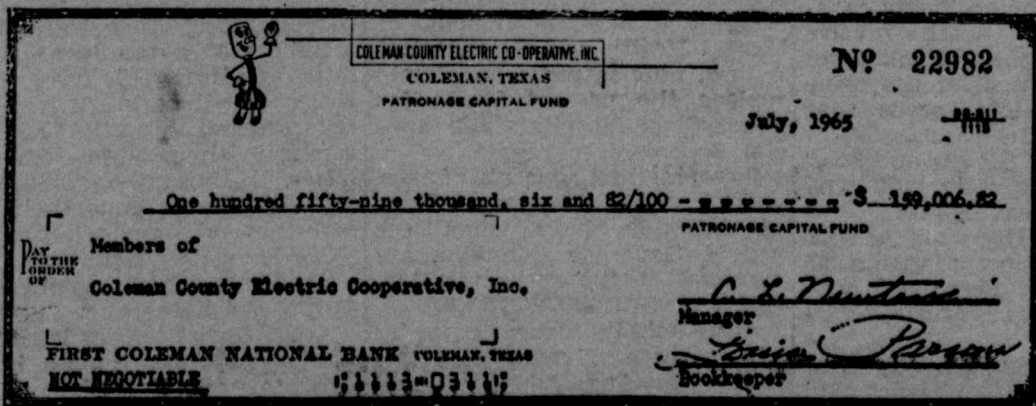 COLEMAN COUNTY ELECTRIC CO-OPERATIVE, INC.
COLEMAN, TEXAS
PATRONAGE CAPITAL FUND
Nº 22982
July, 1965
One hundred fifty-nine thousand, six and 82/100 - - - - - - - - $ 159,006.82
PATRONAGE CAPITAL FUND
PAY TO THE ORDER OF
Members of
Coleman County Electric Cooperative, Inc.
C. L.
Manager
FIRST COLEMAN NATIONAL BANK COLEMAN, TEXAS
NOT NEGOTIABLE
1113-0311
Bookkeeper